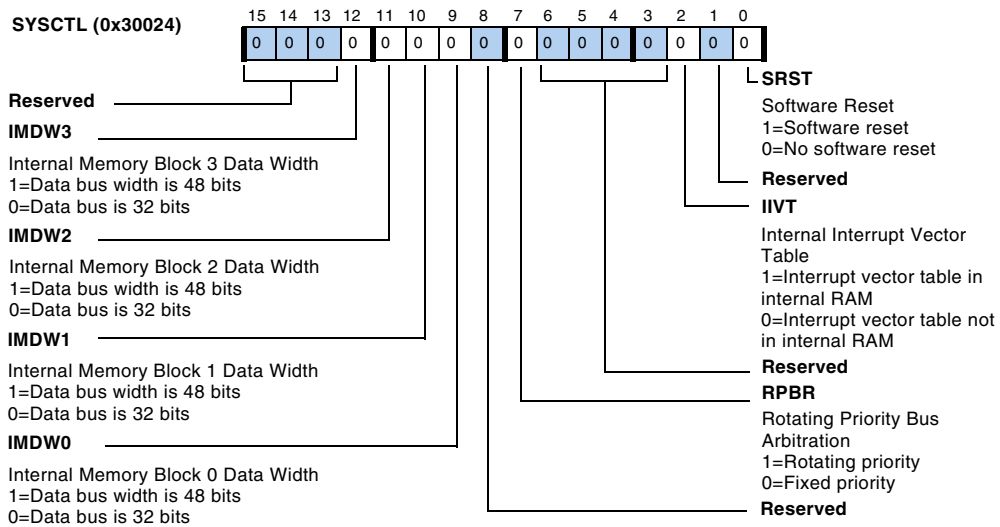 SYSCTL (0x30024)
15 14 13 12 11 10 9 8 7 6 5 4 3 2 1 0
0 0 0 0 0 0 0 0 0 0 0 0 0 0 0 0
Reserved
IMDW3
Internal Memory Block 3 Data Width
1=Data bus width is 48 bits
0=Data bus is 32 bits
IMDW2
Internal Memory Block 2 Data Width
1=Data bus width is 48 bits
0=Data bus is 32 bits
IMDW1
Internal Memory Block 1 Data Width
1=Data bus width is 48 bits
0=Data bus is 32 bits
IMDW0
Internal Memory Block 0 Data Width
1=Data bus width is 48 bits
0=Data bus is 32 bits
SRST
Software Reset
1=Software reset
0=No software reset
Reserved
IIVT
Internal Interrupt Vector
Table
1=Interrupt vector table in
internal RAM
0=Interrupt vector table not
in internal RAM
Reserved
RPBR
Rotating Priority Bus
Arbitration
1=Rotating priority
0=Fixed priority
Reserved